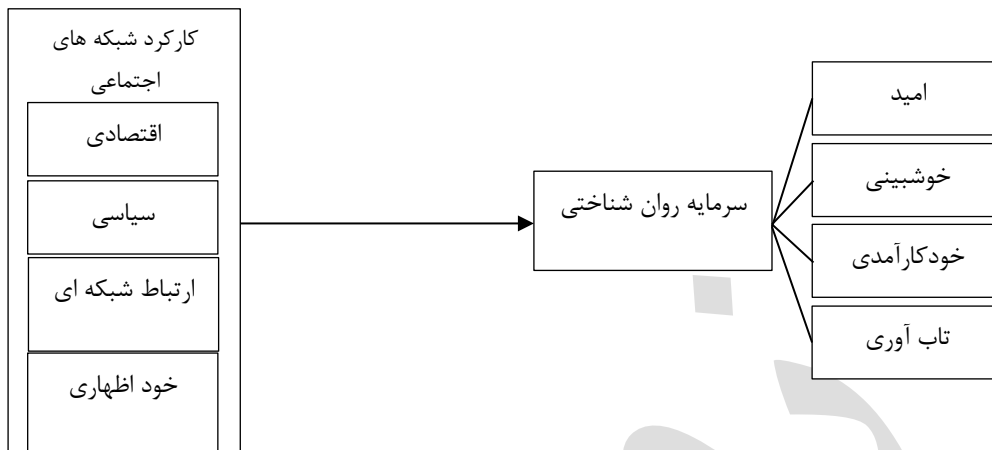 کارکرد شبکه های
اجتماعی
اقتصادی
سیاسی
ارتباط شبکه ای
خود اظهاری
سرمایه روان شناختی
امید
خوشبینی
خودکارآمدی
تاب آوری